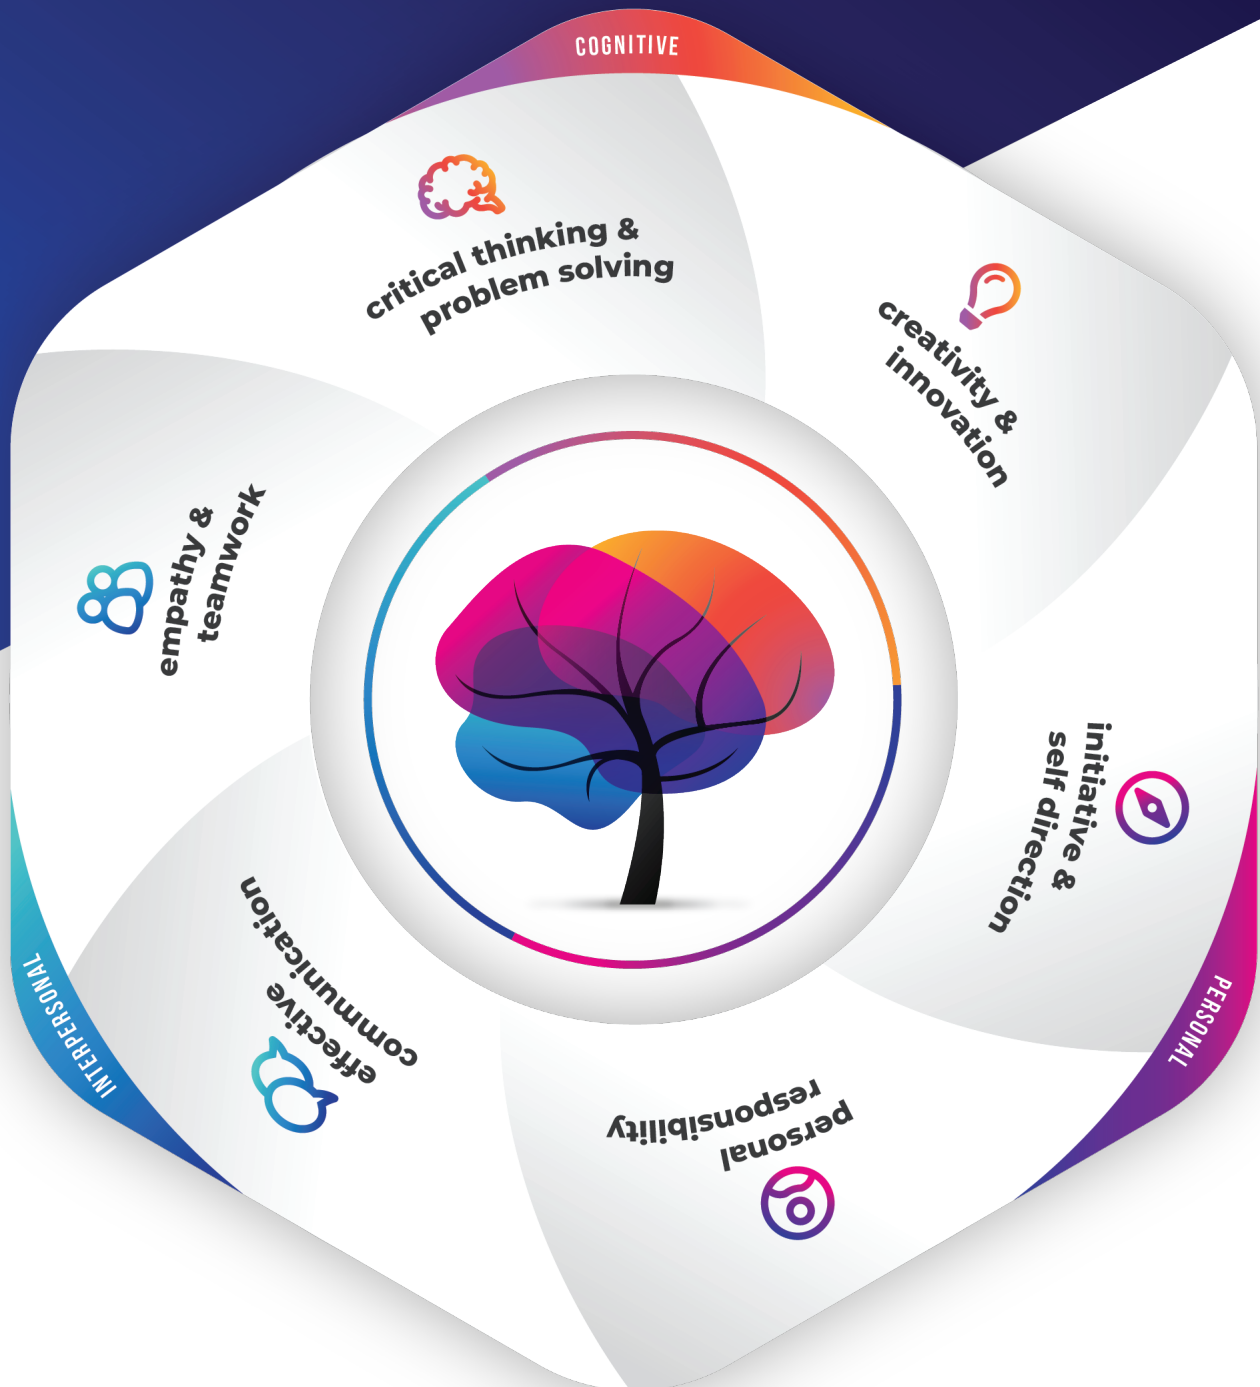 COGNITIVE
critical thinking &
problem solving
creativity &
innovation
initiative &
self direction
PERSONAL
personal
responsibility
effective
communication
INTERPERSONAL
empathy &
teamwork